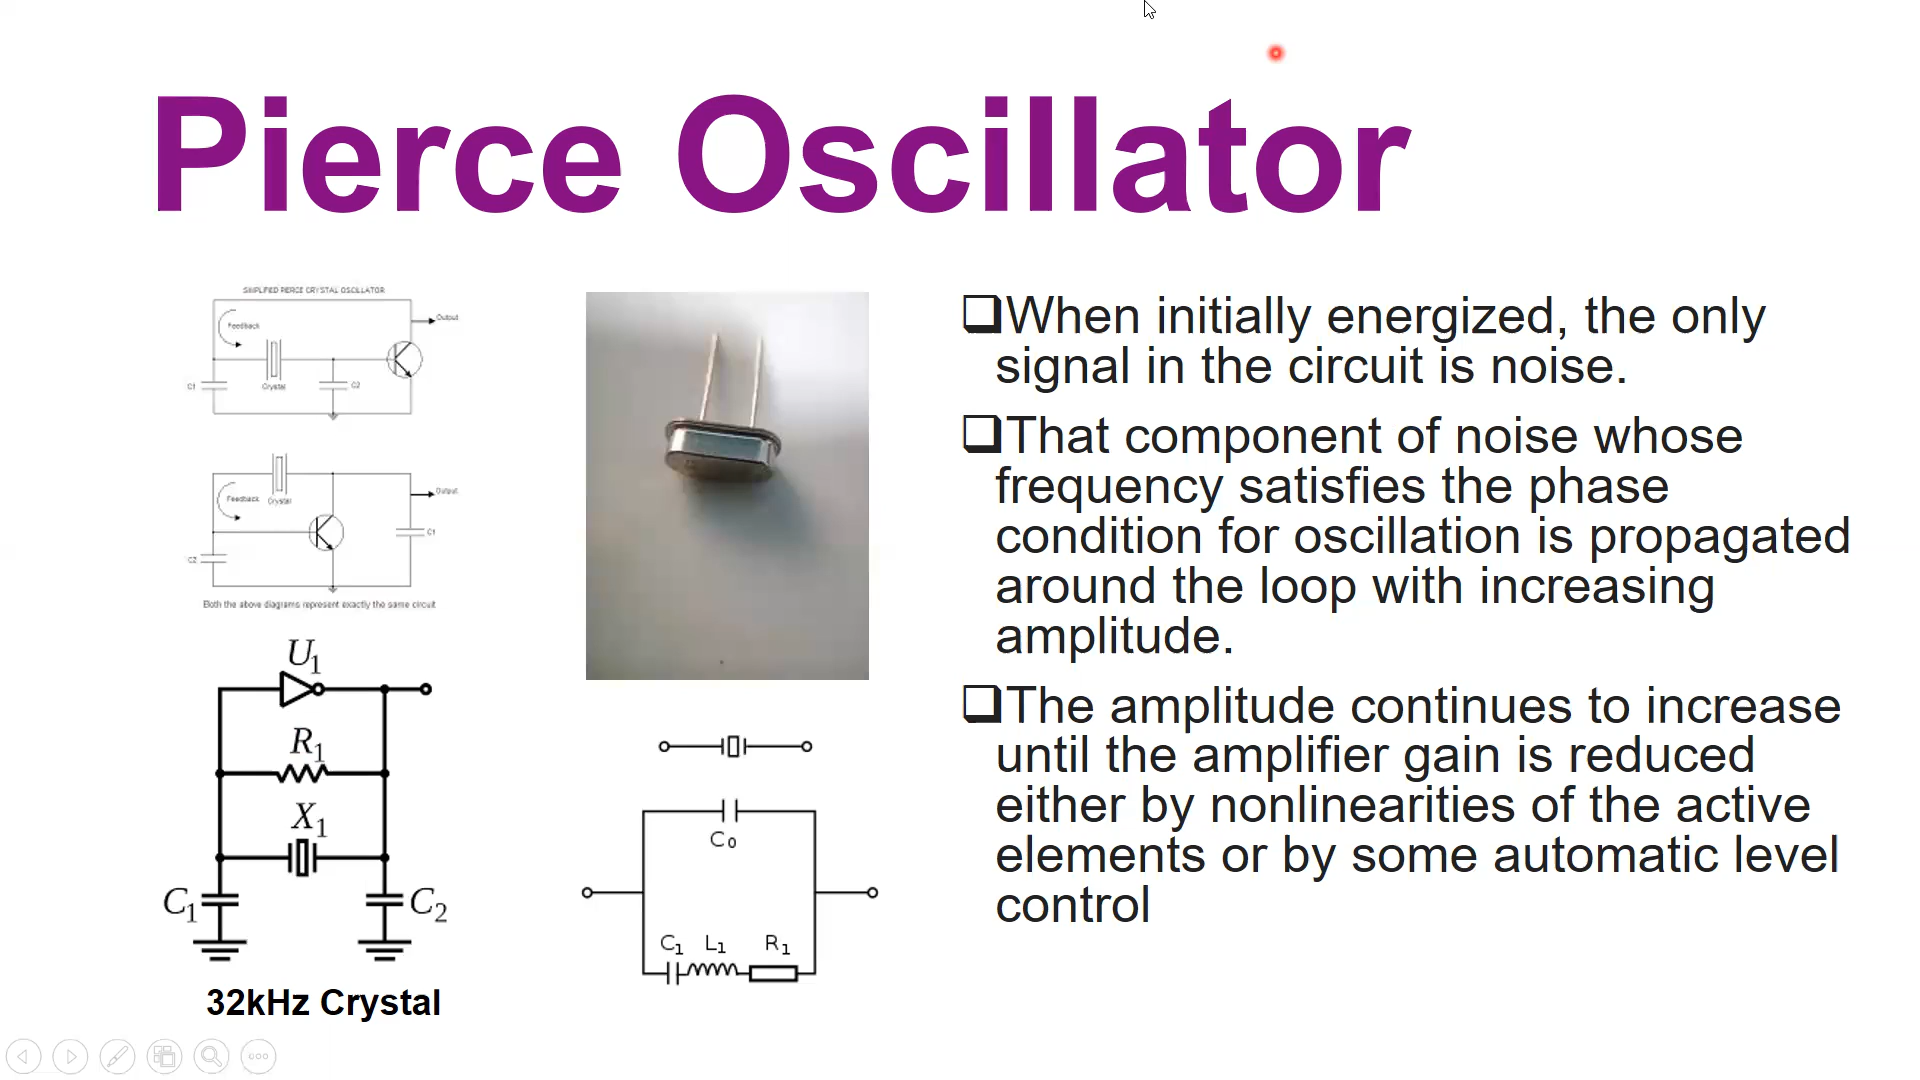 Pierce Oscillator
SIMPLIFIED PIERCE CRYSTAL OSCILLATOR
Output
Feedback
C1
Crystal
C2
Output
Feedback
Crystal
C1
C2
Both the above diagrams represent exactly the same circuit
U1
R1
X1
C1
C2
32kHz Crystal
C0
C1 L1 R1
❑When initially energized, the only
signal in the circuit is noise.
❑That component of noise whose
frequency satisfies the phase
condition for oscillation is propagated
around the loop with increasing
amplitude.
❑The amplitude continues to increase
until the amplifier gain is reduced
either by nonlinearities of the active
elements or by some automatic level
control